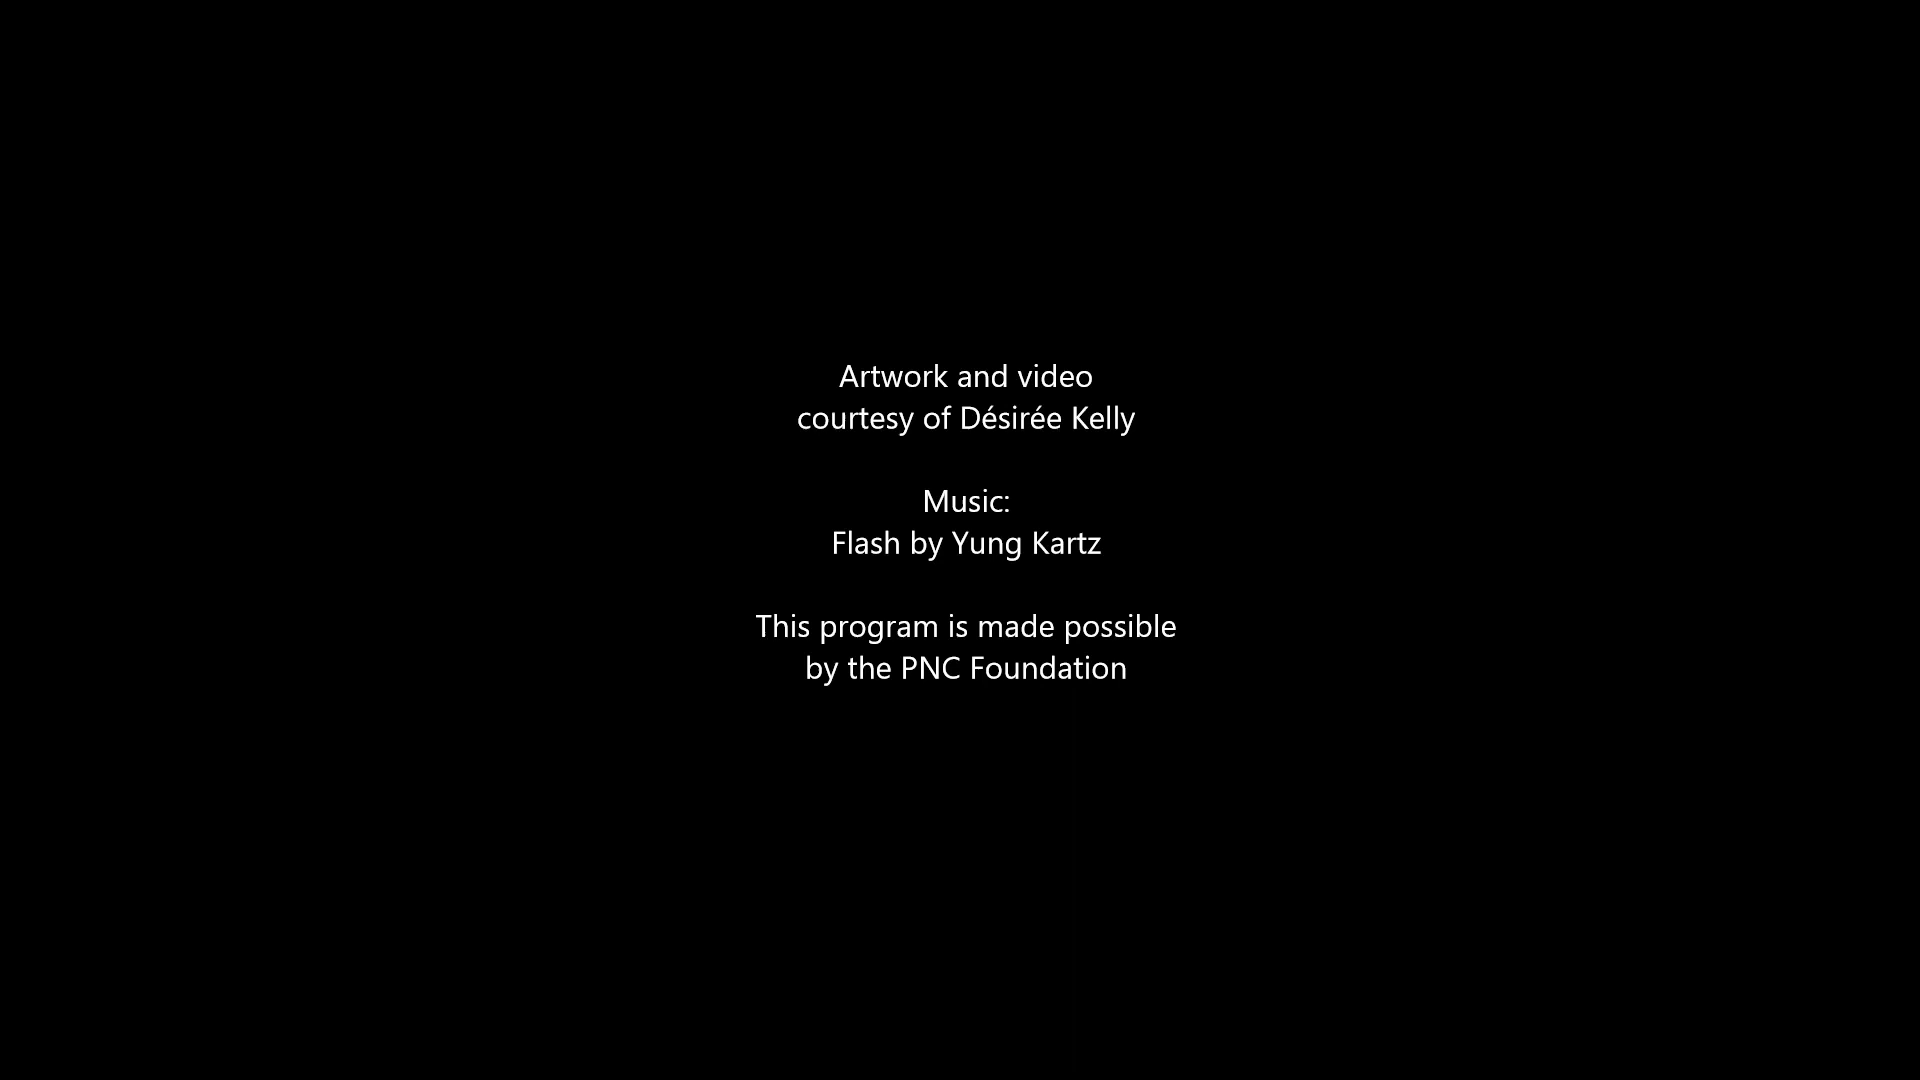 Artwork and video
courtesy of Désirée Kelly
Music:
Flash by Yung Kartz
This program is made possible
by the PNC Foundation